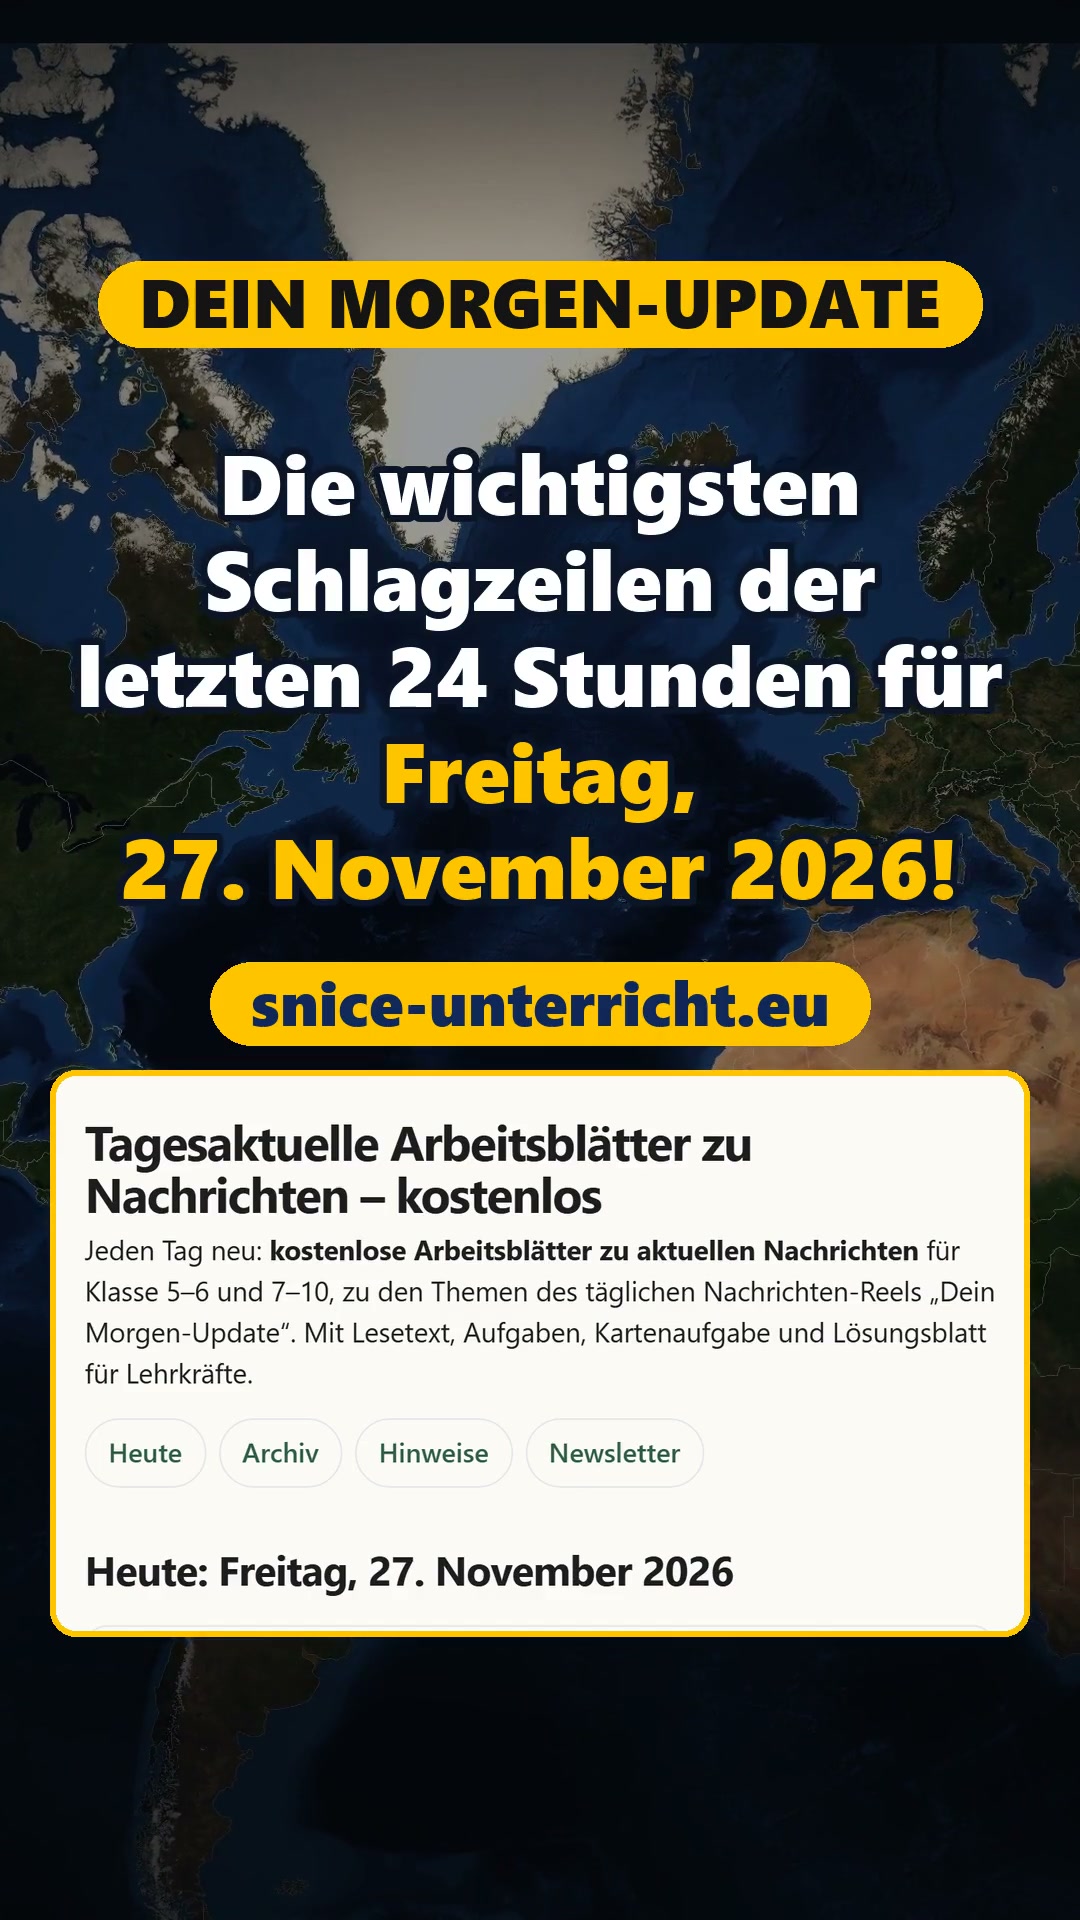 DEIN MORGEN-UPDATE
Die wichtigsten
Schlagzeilen der
letzten 24 Stunden für
Freitag,
27. November 2026!
snice-unterricht.eu
Tagesaktuelle Arbeitsblätter zu
Nachrichten – kostenlos
Jeden Tag neu: kostenlose Arbeitsblätter zu aktuellen Nachrichten für
Klasse 5–6 und 7–10, zu den Themen des täglichen Nachrichten-Reels „Dein
Morgen-Update“. Mit Lesetext, Aufgaben, Kartenaufgabe und Lösungsblatt
für Lehrkräfte.
Heute
Archiv
Hinweise
Newsletter
Heute: Freitag, 27. November 2026